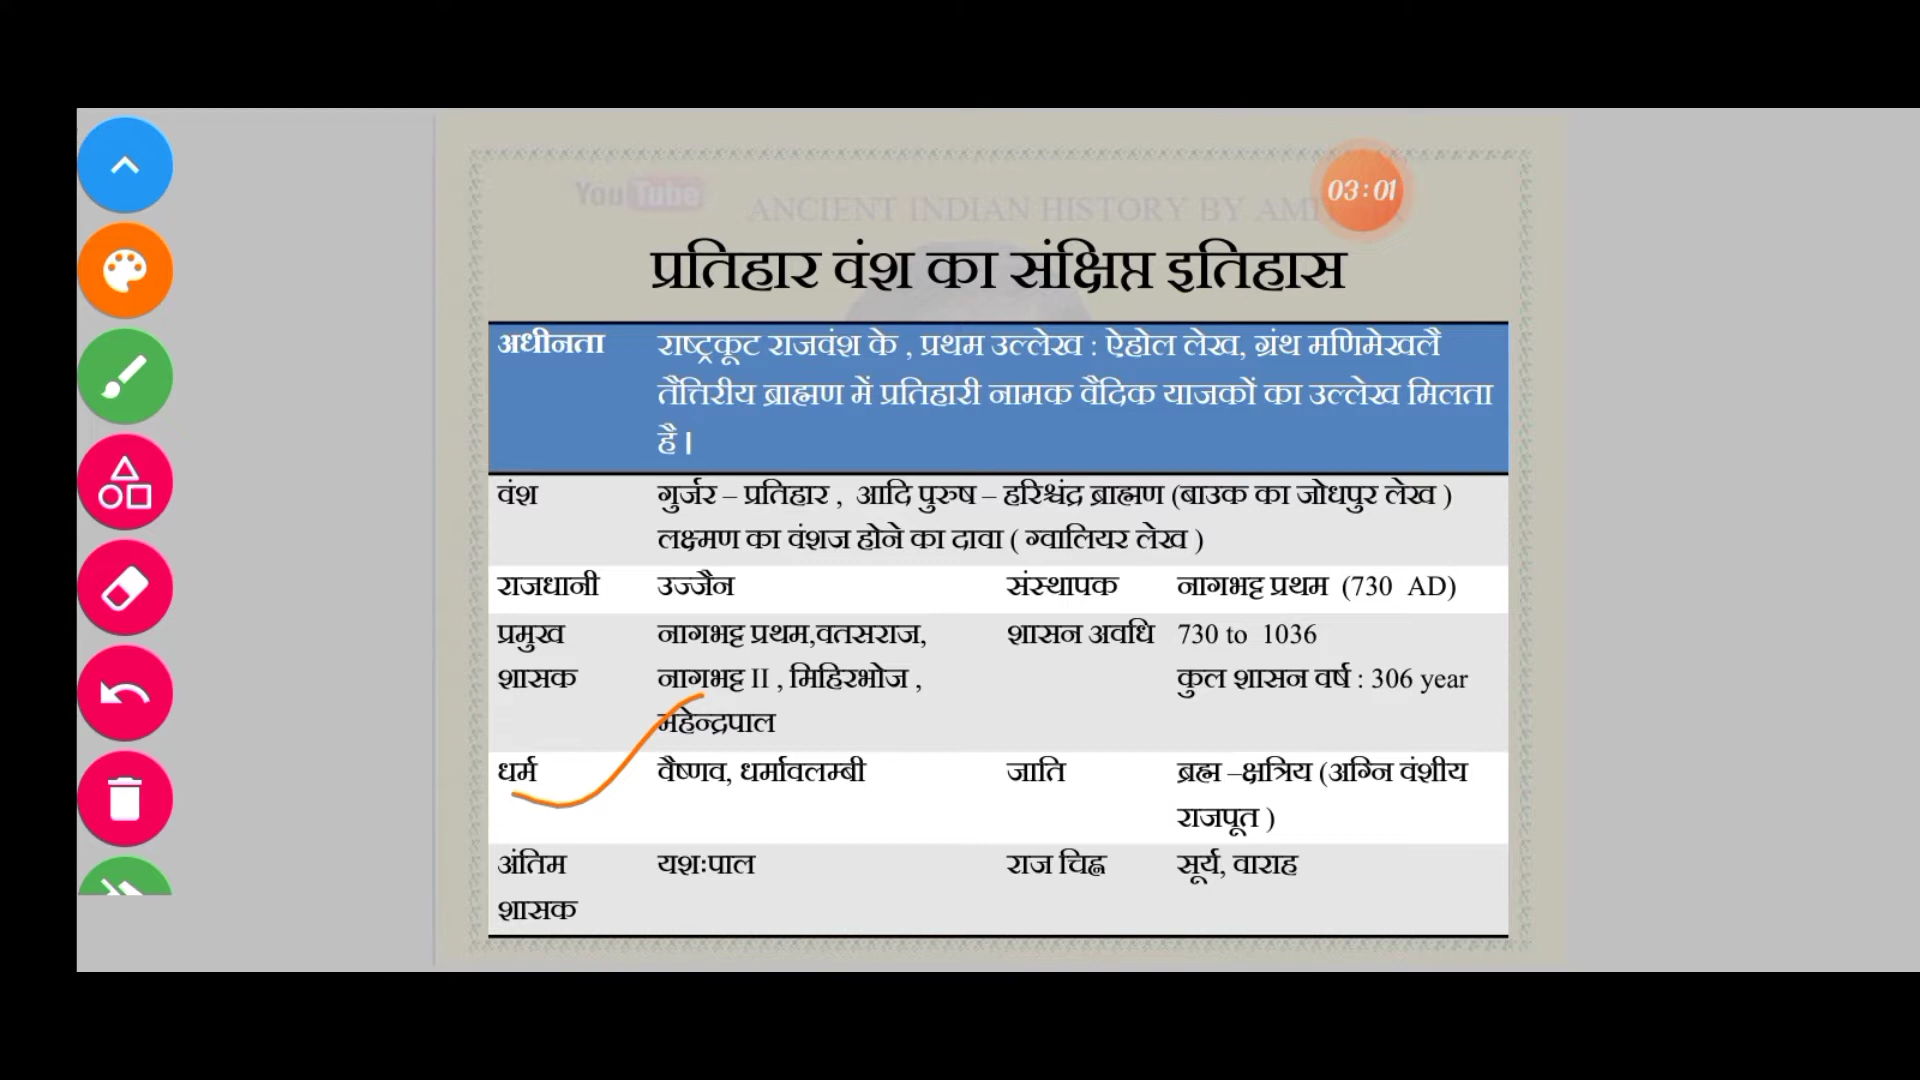 YouTube
ANCIENT INDIAN HISTORY BY
03:01
प्रतिहार वंश का संक्षिप्त इतिहास
अधीनता राष्ट्रकूट राजवंश के , प्रथम उल्लेख : ऐहोल लेख, ग्रंथ मणिमेखलै
तैत्तिरीय ब्राह्मण में प्रतिहारी नामक वैदिक याजकों का उल्लेख मिलता
है।
वंश गुर्जर – प्रतिहार , आदि पुरुष – हरिश्चंद्र ब्राह्मण (बाउक का जोधपुर लेख )
लक्ष्मण का वंशज होने का दावा ( ग्वालियर लेख )
राजधानी उज्जैन संस्थापक नागभट्ट प्रथम (730 AD)
प्रमुख नागभट्ट प्रथम,वतसराज, शासन अवधि 730 to 1036
शासक नागभट्ट II , मिहिरभोज , कुल शासन वर्ष : 306 year
महेन्द्रपाल
धर्म वैष्णव, धर्मावलम्बी जाति ब्रह्म –क्षत्रिय (अग्नि वंशीय
राजपूत )
अंतिम यशःपाल राज चिह्न सूर्य, वाराह
शासक